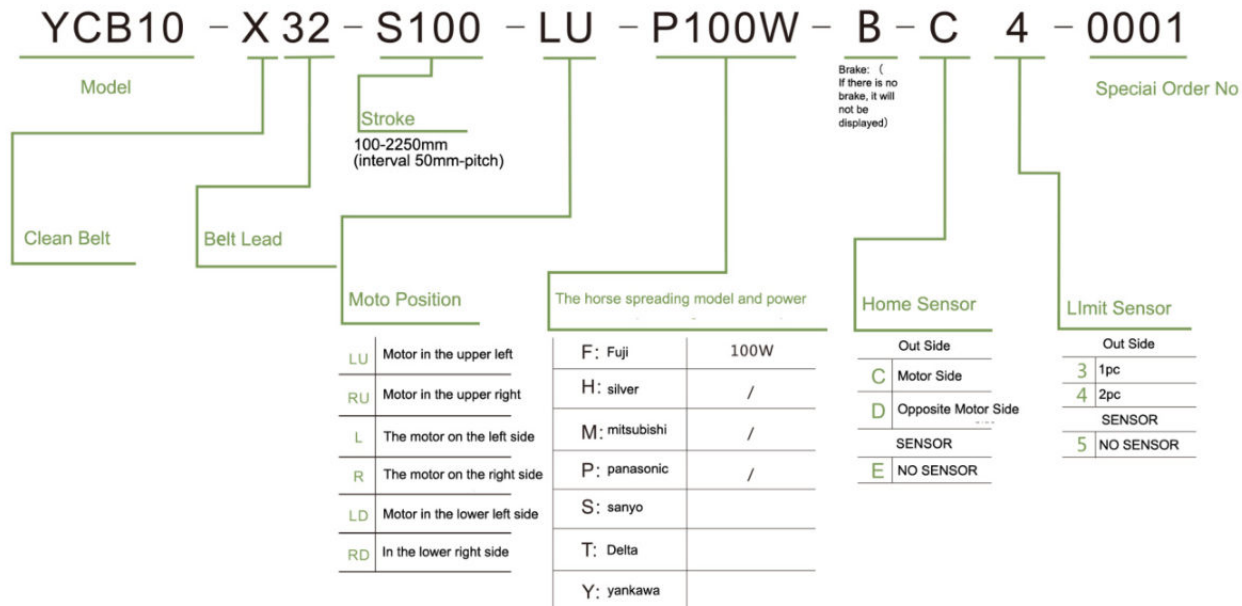 YCB10 - X 32 - S100 - LU - P100W - B - C 4 - 0001
Model
Brake: (
If there is no
brake, it will
not be
displayed)
Speciai Order No
Stroke
100-2250mm
(interval 50mm-pitch)
Clean Belt
Belt Lead
Moto Position
The horse spreading model and power
Home Sensor
LImit Sensor
LU Motor in the upper left
RU Motor in the upper right
L The motor on the left side
R The motor on the right side
LD Motor in the lower left side
RD In the lower right side
F: Fuji 100W
H: silver /
M: mitsubishi /
P: panasonic /
S: sanyo
T: Delta
Y: yankawa
Out Side
C Motor Side
D Opposite Motor Side
SENSOR
E NO SENSOR
Out Side
3 1pc
4 2pc
SENSOR
5 NO SENSOR